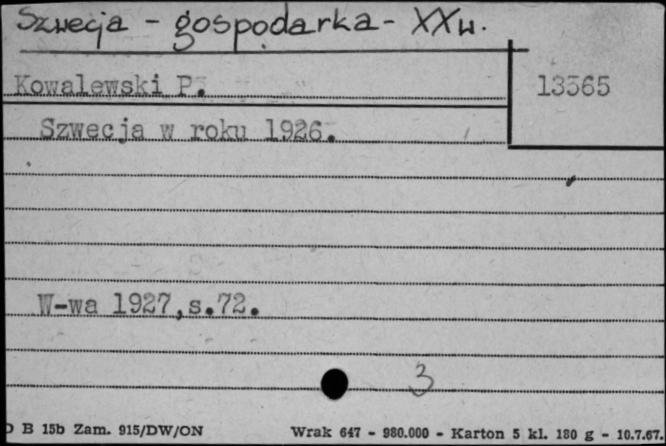 Szwecja - gospodarka - XX w.
Kowalewski P.
13365
Szwecja w roku 1926.
W-wa 1927,s.72.
3
D B 15b Zam. 915/DW/ON Wrak 647 - 980.000 - Karton 5 kl. 180 g - 10.7.67.